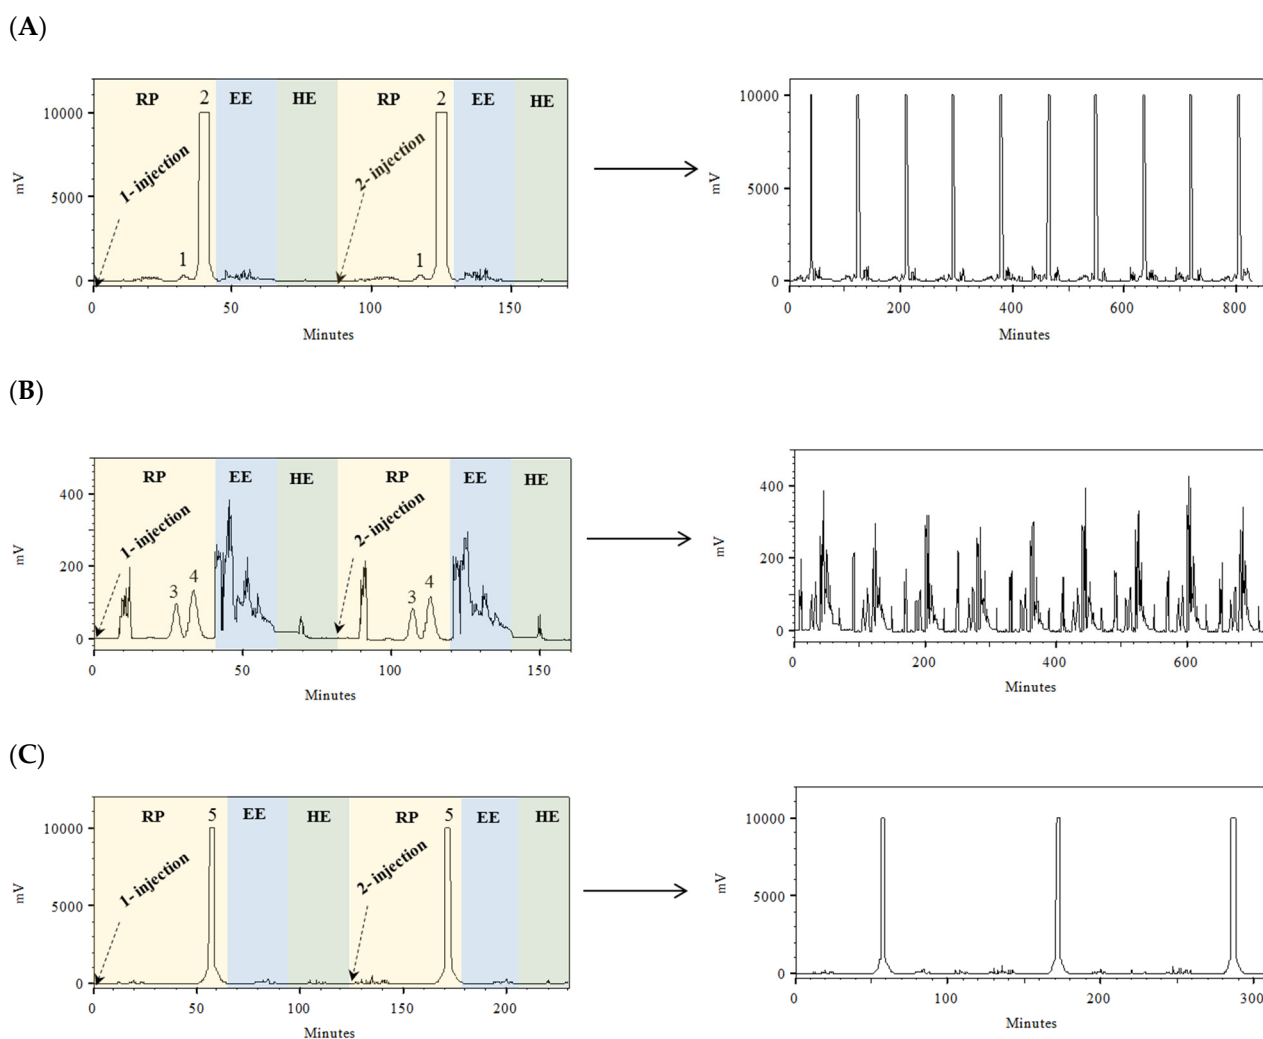 (A)
RP 2 EE HE RP 2 EE HE
10000
1- injection
2- injection
mV
5000
1 1
0
0 50 100 150
Minutes
10000
mV
5000
0
0 200 400 600 800
Minutes
(B)
RP EE HE RP EE HE
400
1- injection
2- injection
mV
200
3 4 3 4
0
0 50 100 150
Minutes
400
mV
200
0
0 200 400 600
Minutes
(C)
RP 5 EE HE RP 5 EE HE
10000
1- injection
2- injection
mV
5000
0
0 50 100 150 200
Minutes
10000
mV
5000
0
0 100 200 300
Minutes